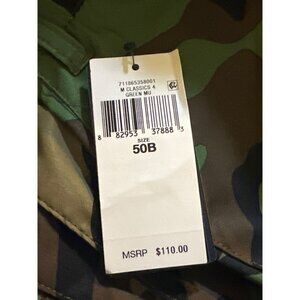 711865358001
M CLASSICS 4
GREEN MU
8 82953 37888 3
SIZE
50B
MSRP $110.00